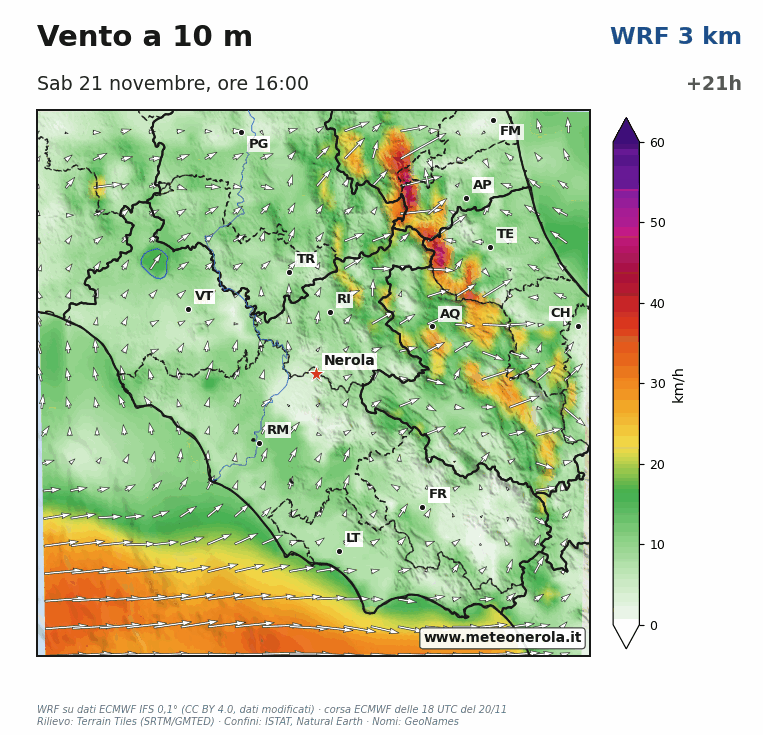 Vento a 10 m
WRF 3 km
Sab 21 novembre, ore 16:00
+21h
PG
FM
AP
TE
TR
VT
RI
AQ
CH
Nerola
RM
FR
LT
www.meteonerola.it
60
50
40
30
20
10
0
km/h
WRF su dati ECMWF IFS 0,1° (CC BY 4.0, dati modificati) · corsa ECMWF delle 18 UTC del 20/11
Rilievo: Terrain Tiles (SRTM/GMTED) · Confini: ISTAT, Natural Earth · Nomi: GeoNames